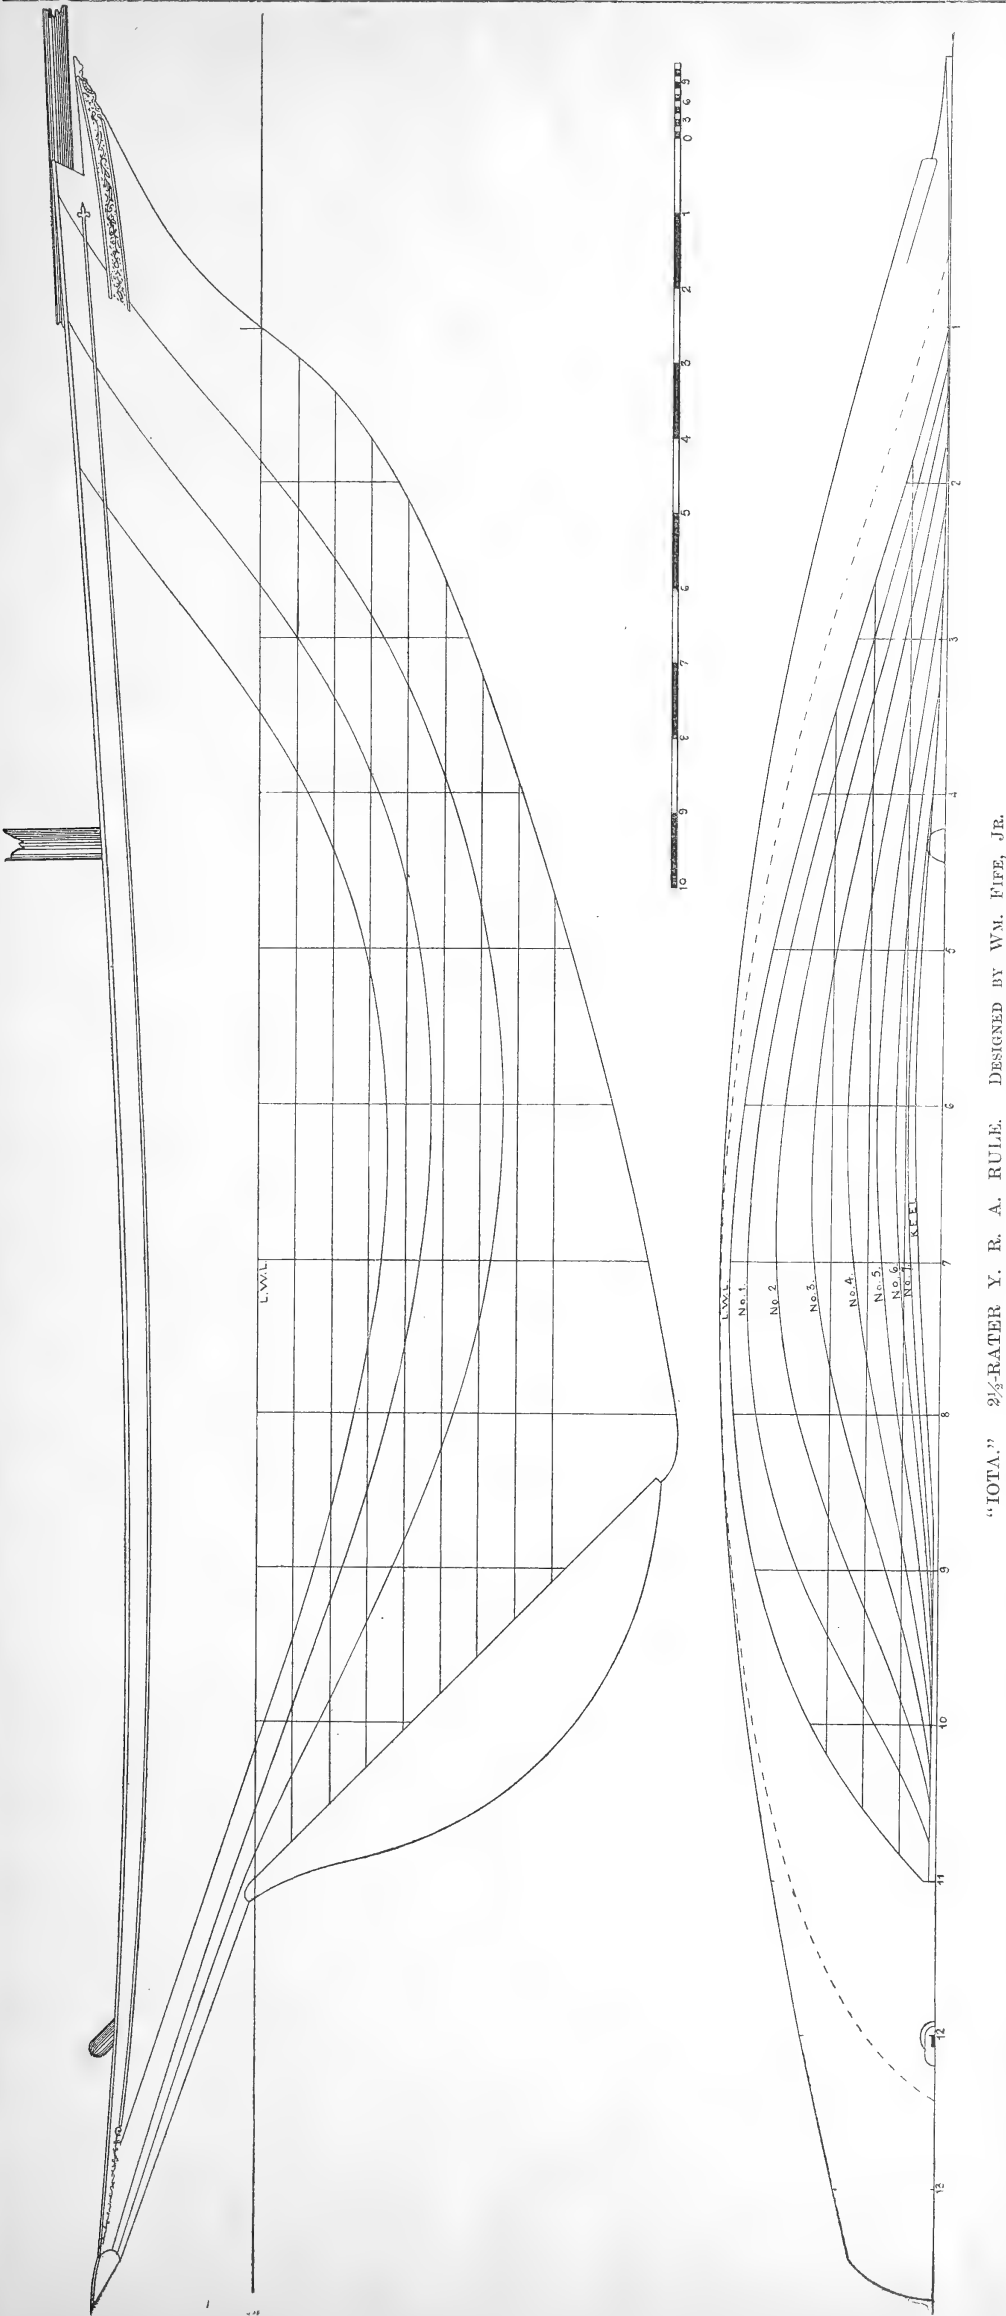 L.W.L.
9 6 3 0 1 2 3 4 5 6 7 8 9 10
L.W.L.
No.1.
No.2
No.3.
No.4.
No.5.
No.6.
No.7.
KEEL
1 2 3 4 5 6 7 8 9 10 11 12 13
"IOTA." 2½-RATER Y. R. A. RULE. DESIGNED BY WM. FIFE, JR.